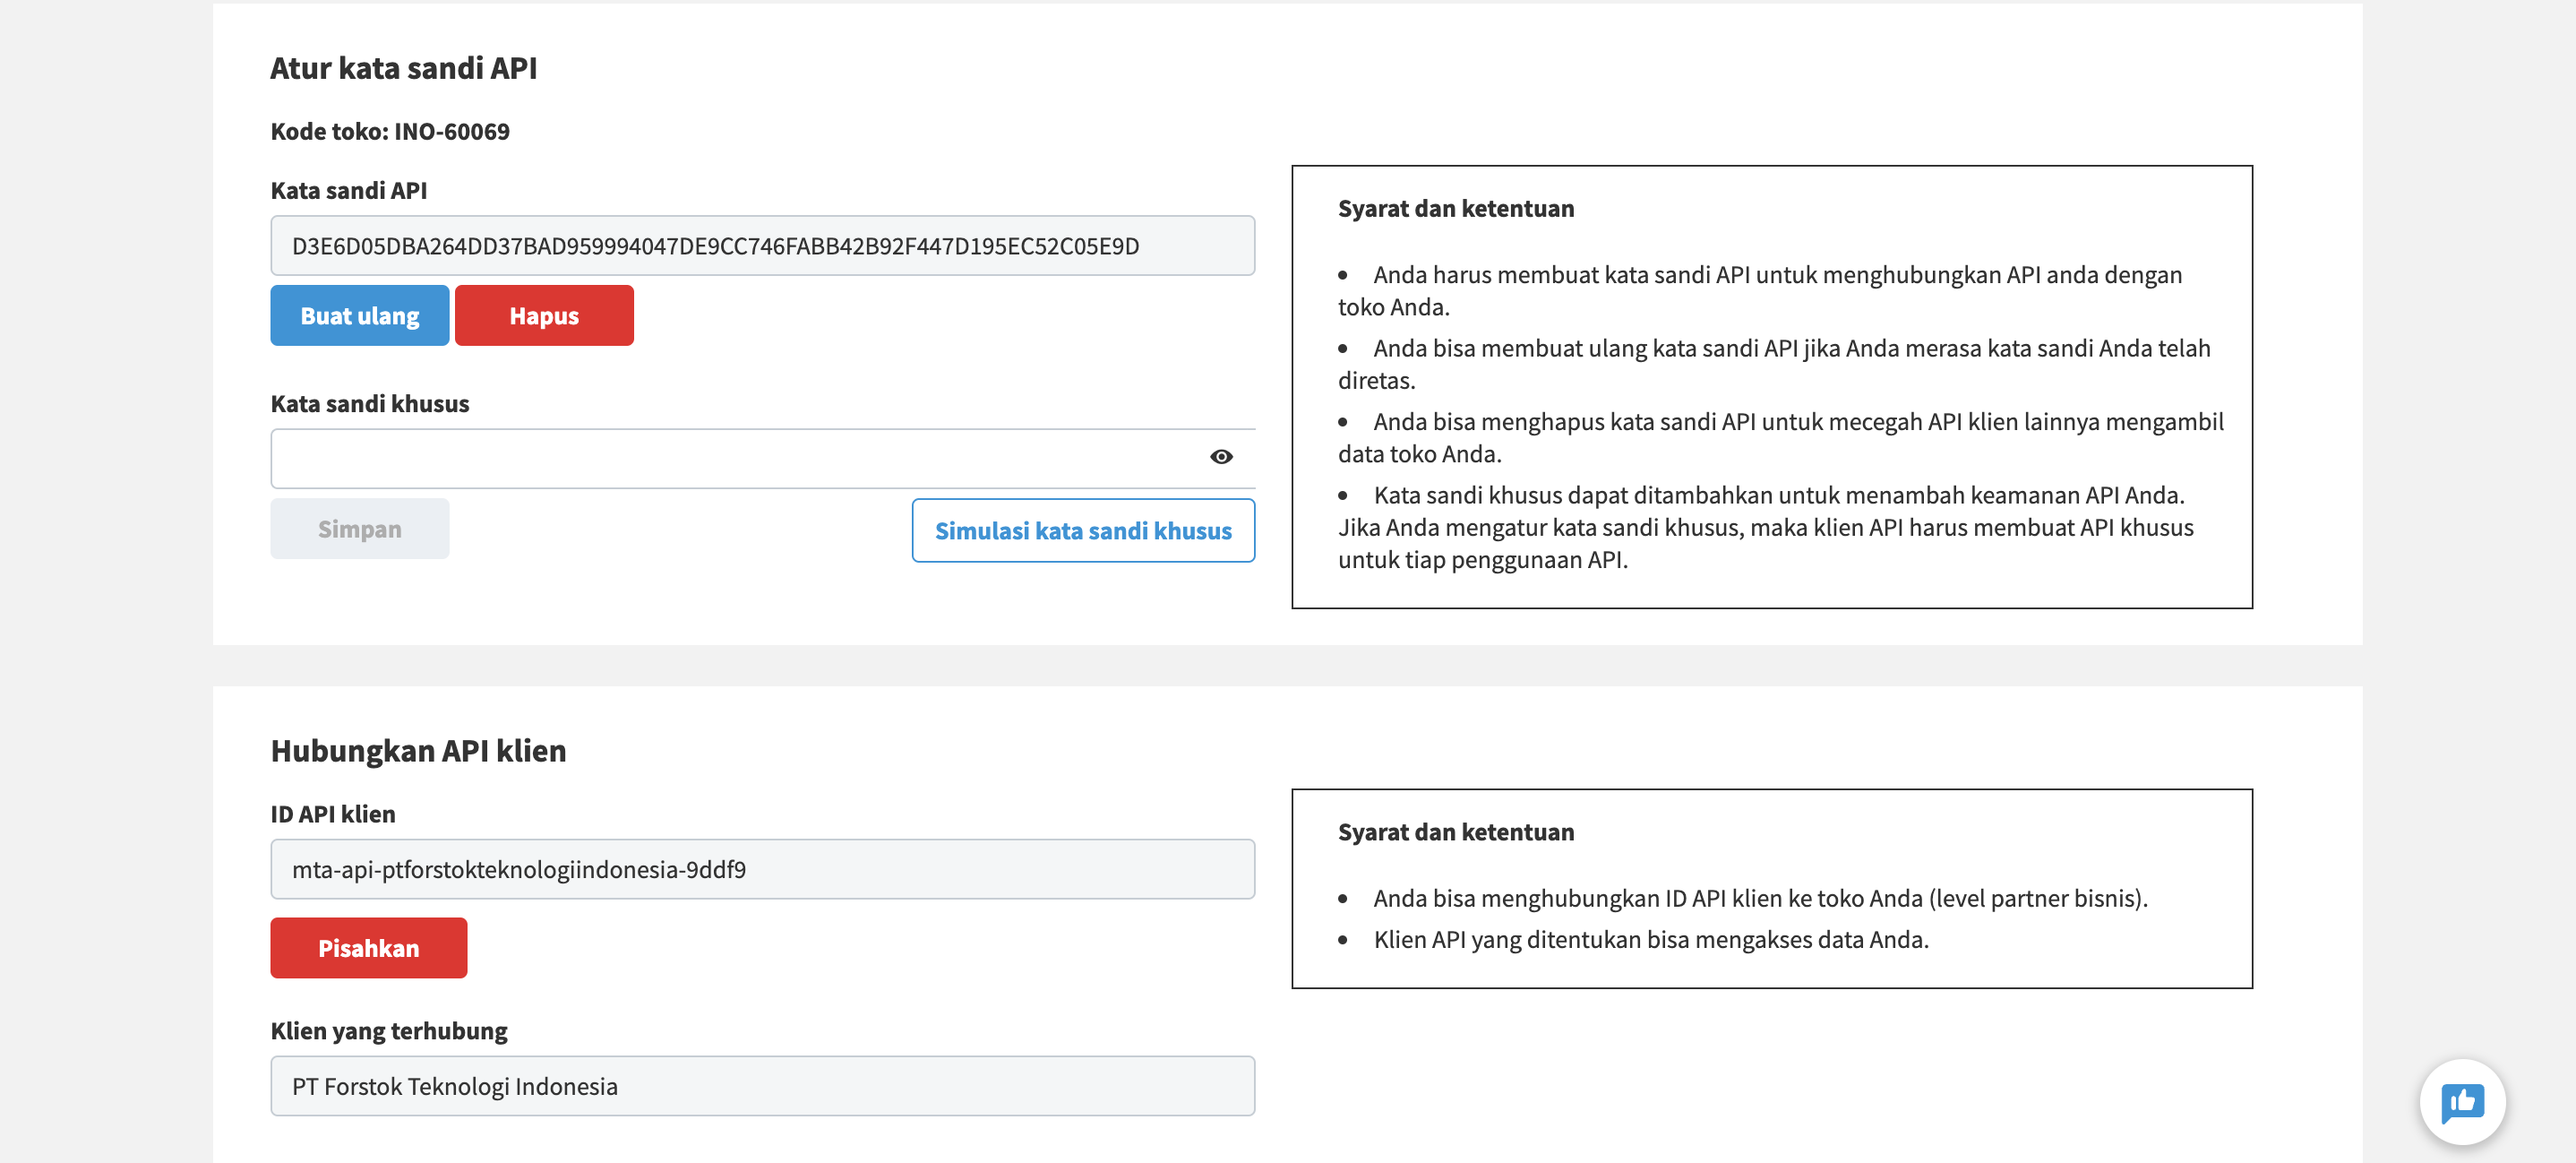 Atur kata sandi API
Kode toko: INO-60069
Kata sandi API
D3E6D05DBA264DD37BAD959994047DE9CC746FABB42B92F447D195EC52C05E9D
Buat ulang
Hapus
Kata sandi khusus
Simpan
Simulasi kata sandi khusus
Syarat dan ketentuan
• Anda harus membuat kata sandi API untuk menghubungkan API anda dengan
toko Anda.
• Anda bisa membuat ulang kata sandi API jika Anda merasa kata sandi Anda telah
diretas.
• Anda bisa menghapus kata sandi API untuk mecegah API klien lainnya mengambil
data toko Anda.
• Kata sandi khusus dapat ditambahkan untuk menambah keamanan API Anda.
Jika Anda mengatur kata sandi khusus, maka klien API harus membuat API khusus
untuk tiap penggunaan API.
Hubungkan API klien
ID API klien
mta-api-ptforstokteknologiindonesia-9ddf9
Pisahkan
Klien yang terhubung
PT Forstok Teknologi Indonesia
Syarat dan ketentuan
• Anda bisa menghubungkan ID API klien ke toko Anda (level partner bisnis).
• Klien API yang ditentukan bisa mengakses data Anda.